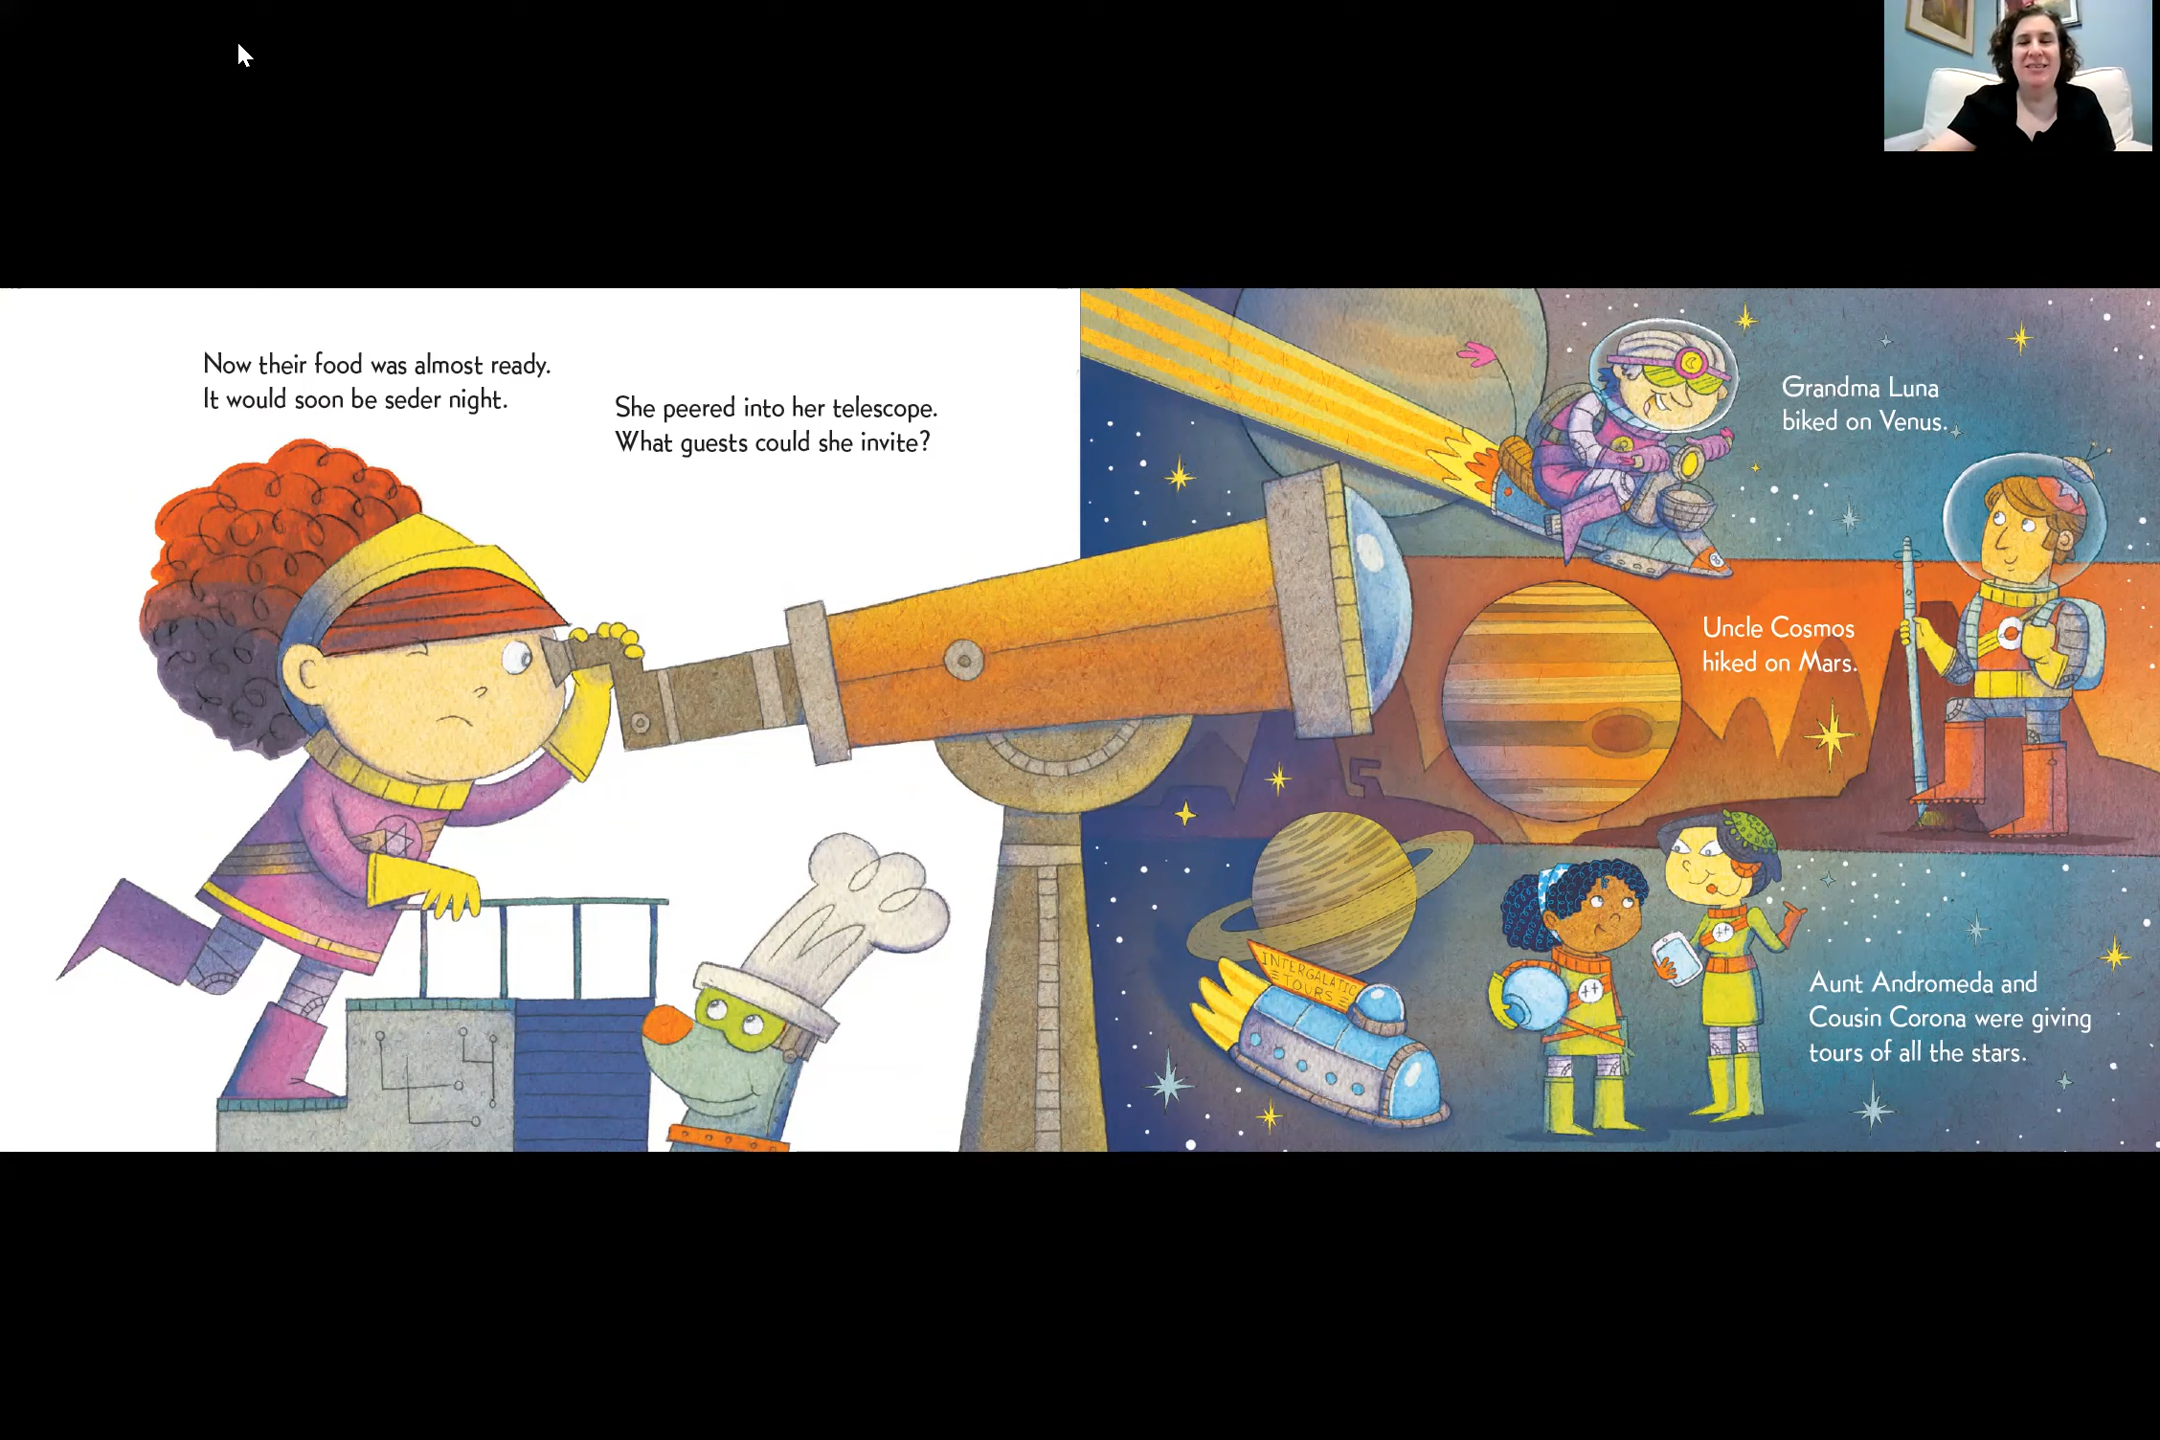 Now their food was almost ready.
It would soon be seder night.
She peered into her telescope.
What guests could she invite?
Grandma Luna
biked on Venus.
Uncle Cosmos
hiked on Mars.
INTERGALACTIC
TOURS
Aunt Andromeda and
Cousin Corona were giving
tours of all the stars.